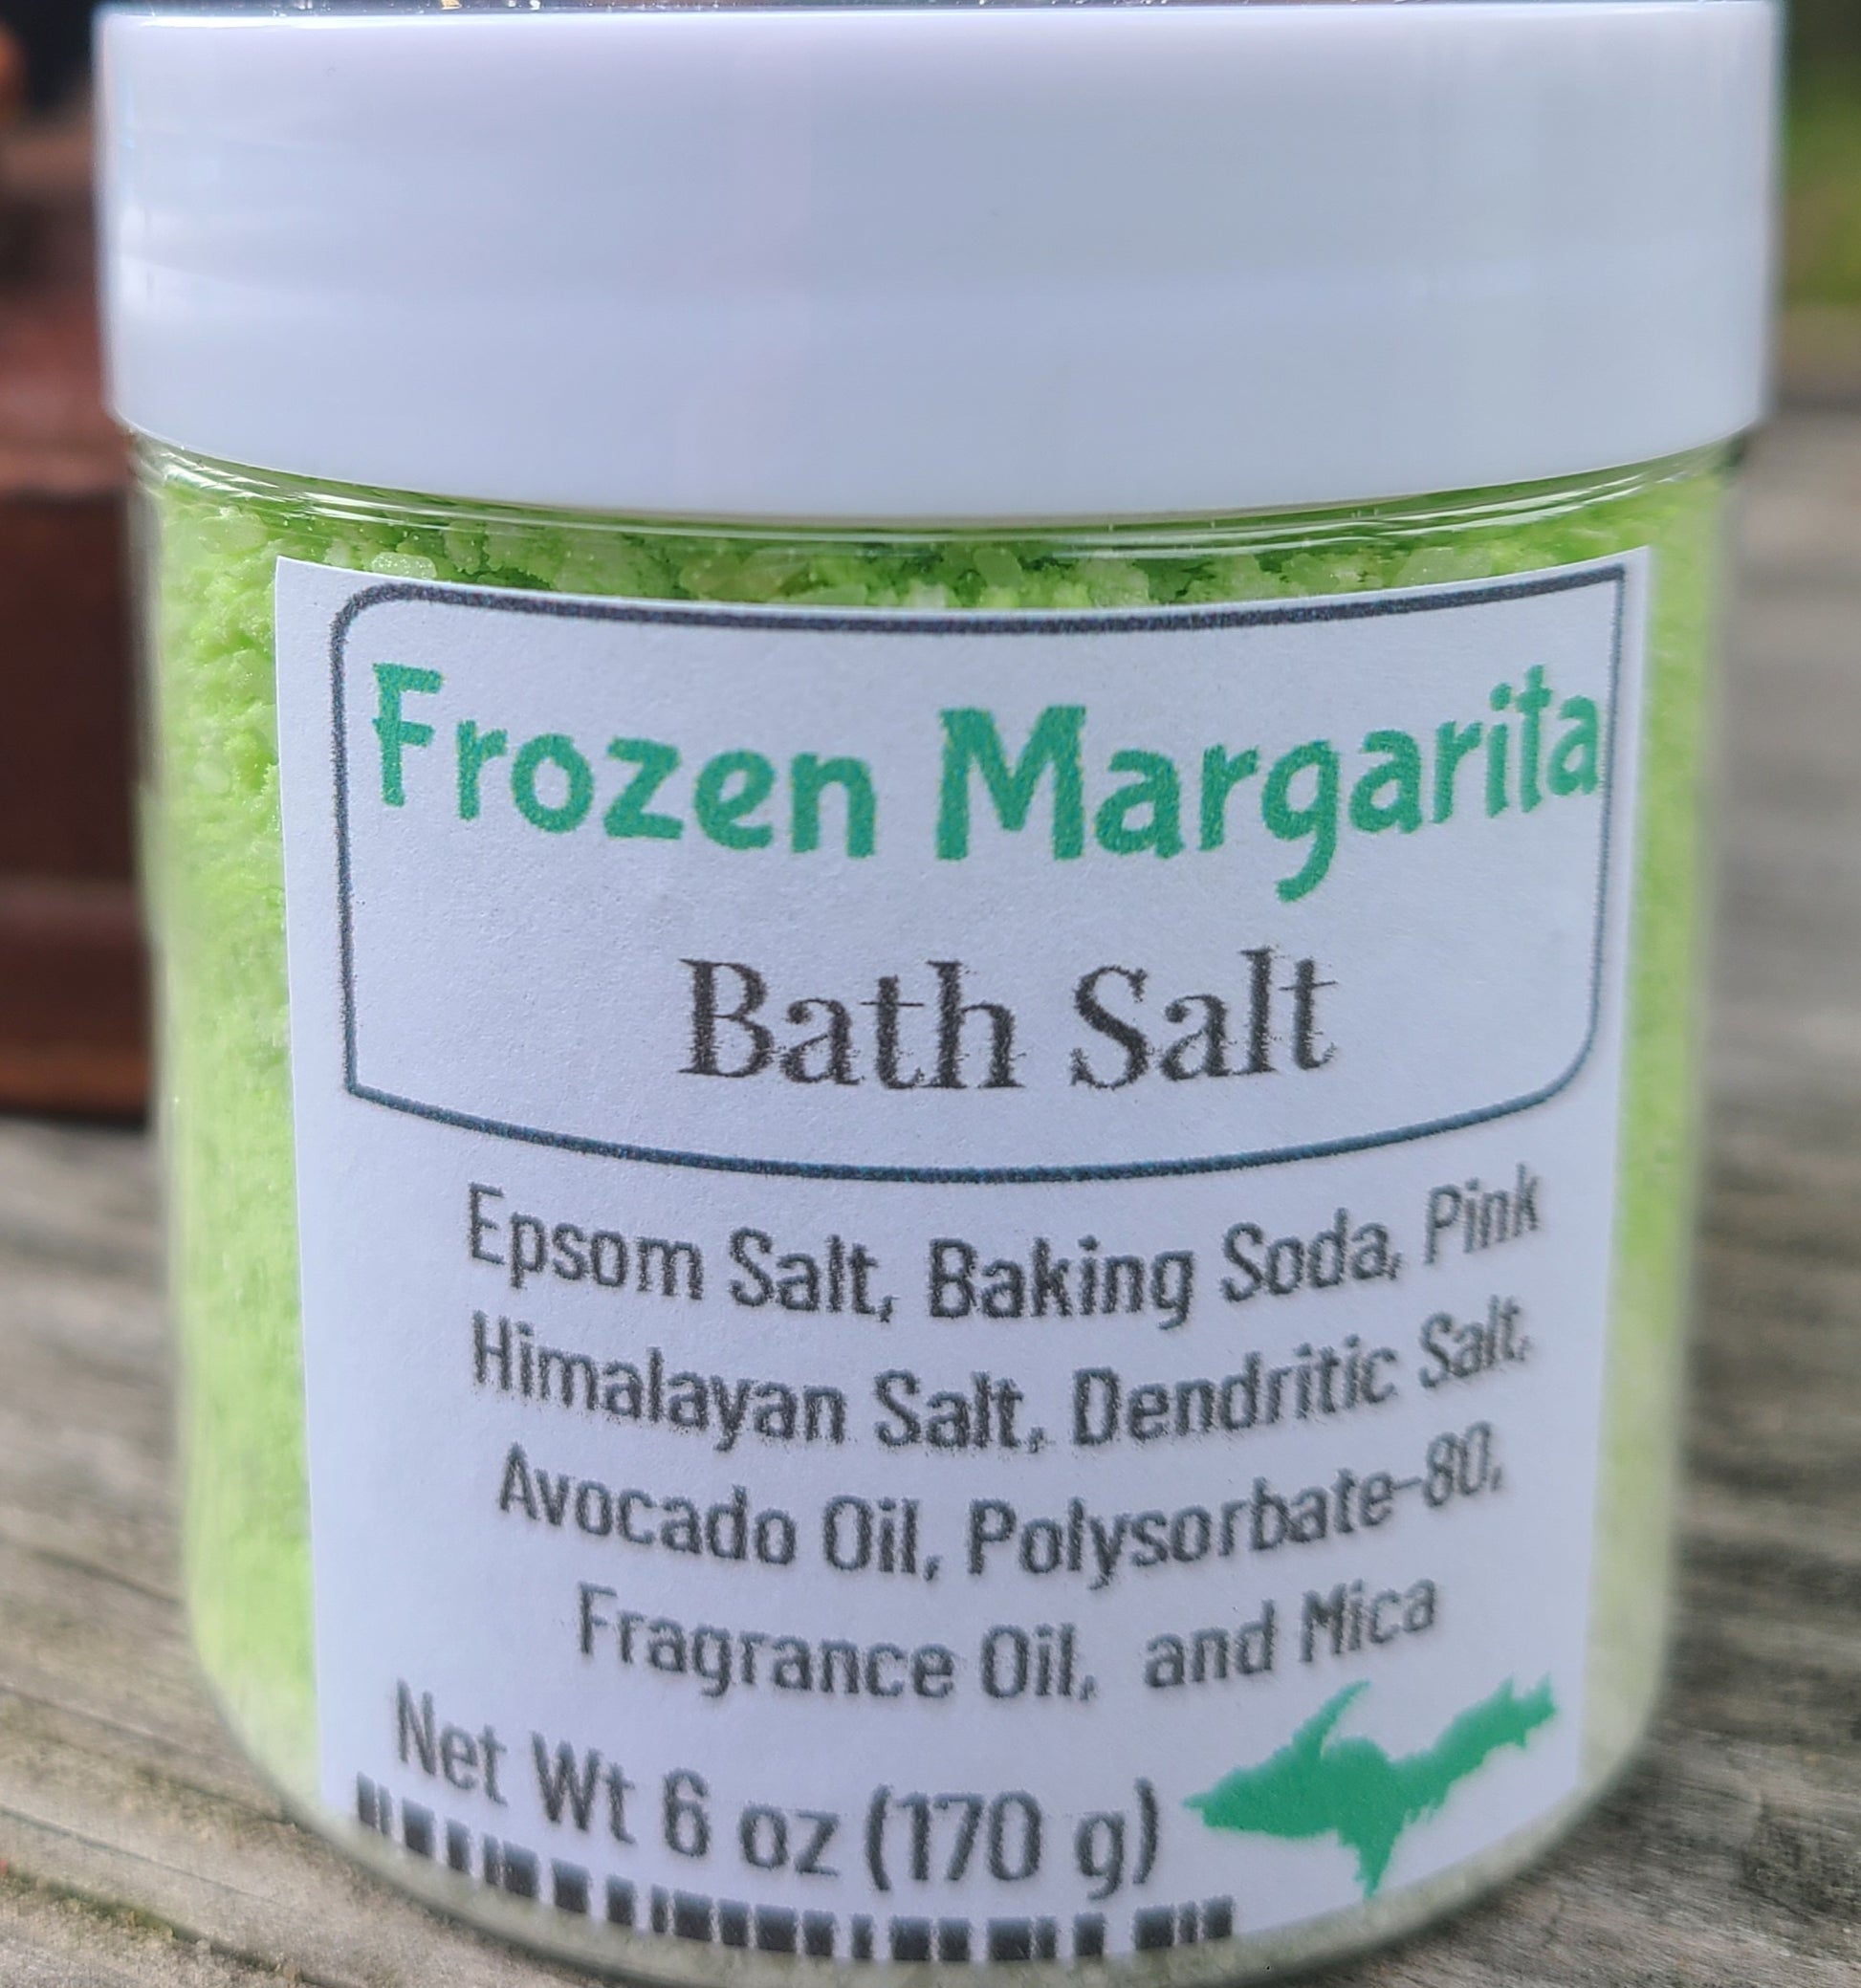 Frozen Margarita
Bath Salt
Epsom Salt, Baking Soda, Pink
Himalayan Salt, Dendritic Salt,
Avocado Oil, Polysorbate-80,
Fragrance Oil, and Mica
Net Wt 6 oz (170 g)